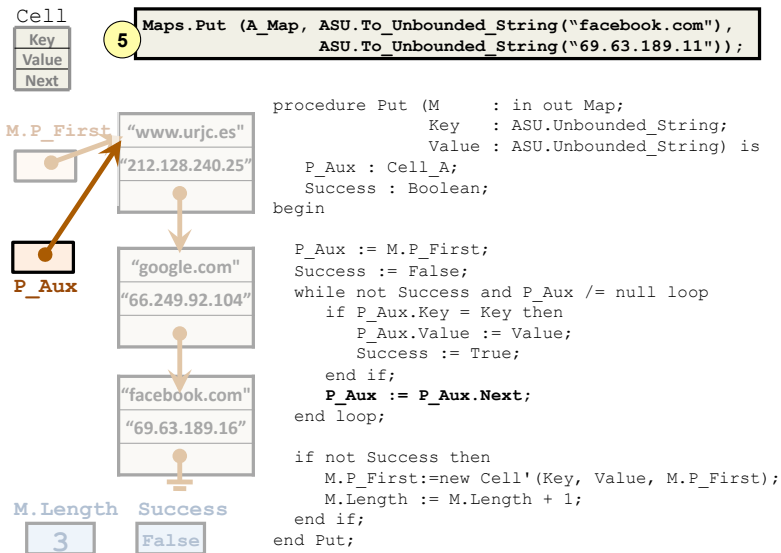 Cell
Key
Value
Next
5
Maps.Put (A_Map, ASU.To_Unbounded_String(“facebook.com"),
ASU.To_Unbounded_String(“69.63.189.11"));
M.P_First
“www.urjc.es"
“212.128.240.25”
P_Aux
“google.com"
“66.249.92.104”
“facebook.com"
“69.63.189.16”
M.Length
3
Success
False
procedure Put (M : in out Map;
Key : ASU.Unbounded_String;
Value : ASU.Unbounded_String) is
P_Aux : Cell_A;
Success : Boolean;
begin
P_Aux := M.P_First;
Success := False;
while not Success and P_Aux /= null loop
if P_Aux.Key = Key then
P_Aux.Value := Value;
Success := True;
end if;
P_Aux := P_Aux.Next;
end loop;
if not Success then
M.P_First:=new Cell'(Key, Value, M.P_First);
M.Length := M.Length + 1;
end if;
end Put;